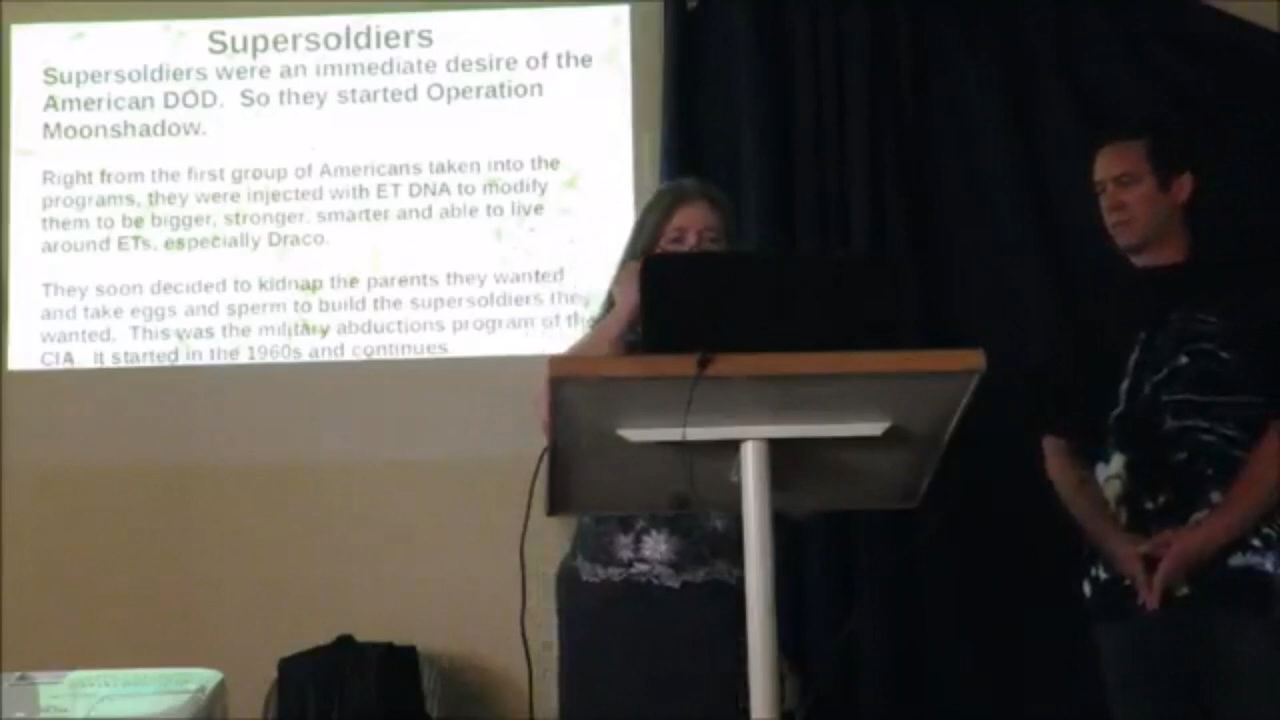 Supersoldiers
Supersoldiers were an immediate desire of the
American DOD. So they started Operation
Moonshadow.
Right from the first group of Americans taken into the
programs, they were injected with ET DNA to modify
them to be bigger, stronger, smarter and able to live
around ETs, especially Draco.
They soon decided to kidnap the parents they wanted
and take eggs and sperm to build the supersoldiers they
wanted. This was the military abductions program of the
CIA. It started in the 1960s and continues